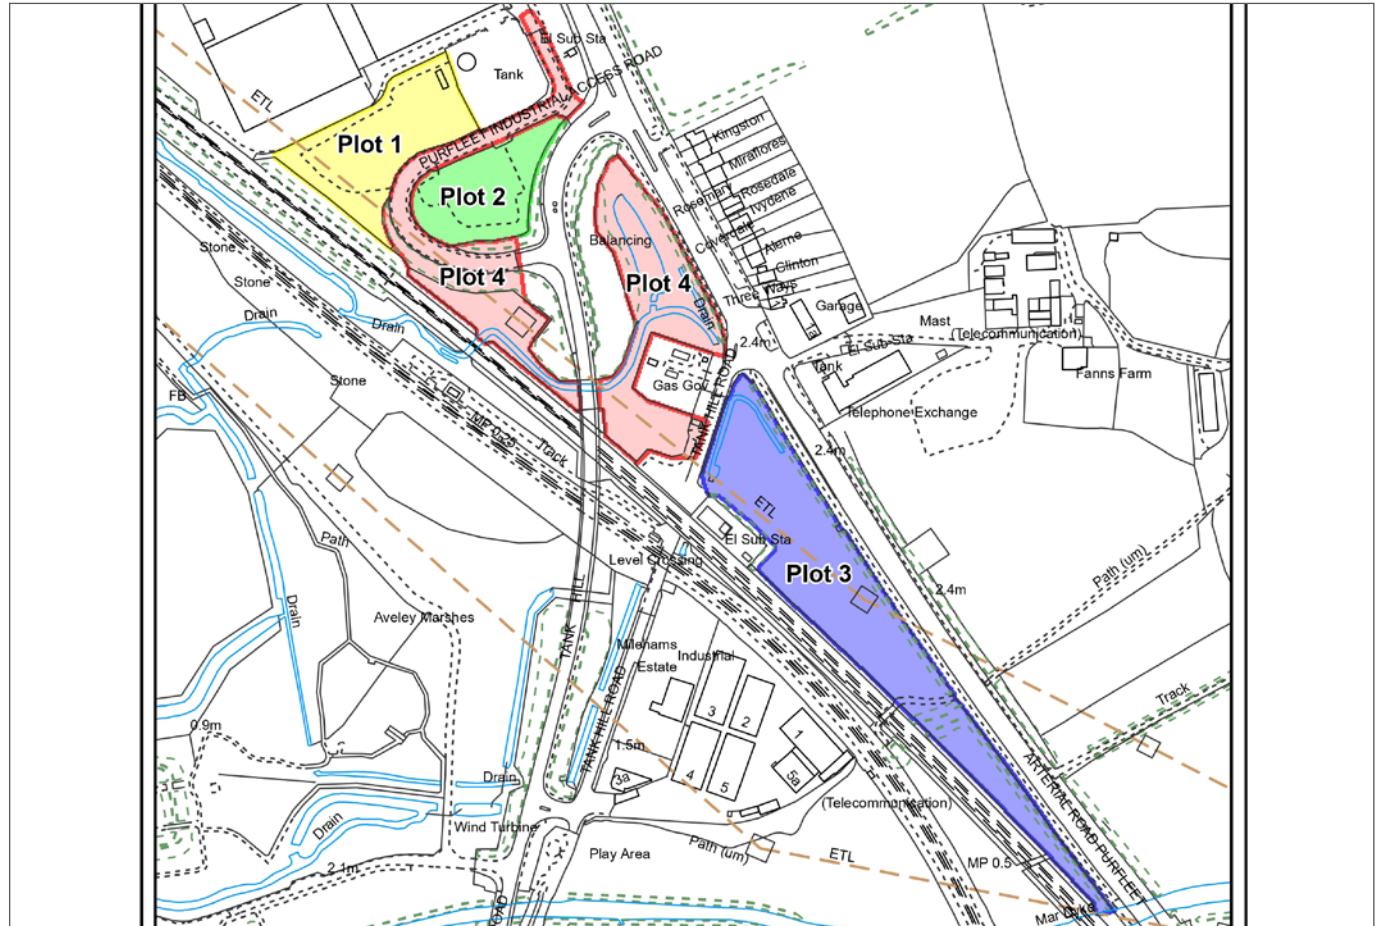 El Sub Sta
Tank
PURFLEET INDUSTRIAL ACCESS ROAD
ETL
Plot 1
Plot 2
Kingston
Miraflores
Rosedale
Rosemary
Ivydene
Coverdale
Aleme
Clinton
Three Ways
Garage
1a
Balancing
Plot 4
Plot 4
Drain
Stone
Stone
Drain
Drain
Stone
FB
2.4m
Mast
(Telecommunication)
El Sub Sta
Tank
Fanns Farm
Gas Gov
TANK HILL ROAD
Telephone Exchange
MP 0.25
Track
2.4m
ETL
El Sub Sta
Level Crossing
Plot 3
2.4m
Path (um)
Path
Drain
Aveley Marshes
TANK HILL
Milehams
Industrial
Estate
TANK HILL ROAD
Track
0.9m
3
2
1
1.5m
3a
4
5
5a
Drain
(Telecommunication)
ARTERIAL ROAD PURFLEET
Drain
Wind Turbine
Play Area
Path (um)
ETL
MP 0.5
2.1m
ROAD
Mar Dyke